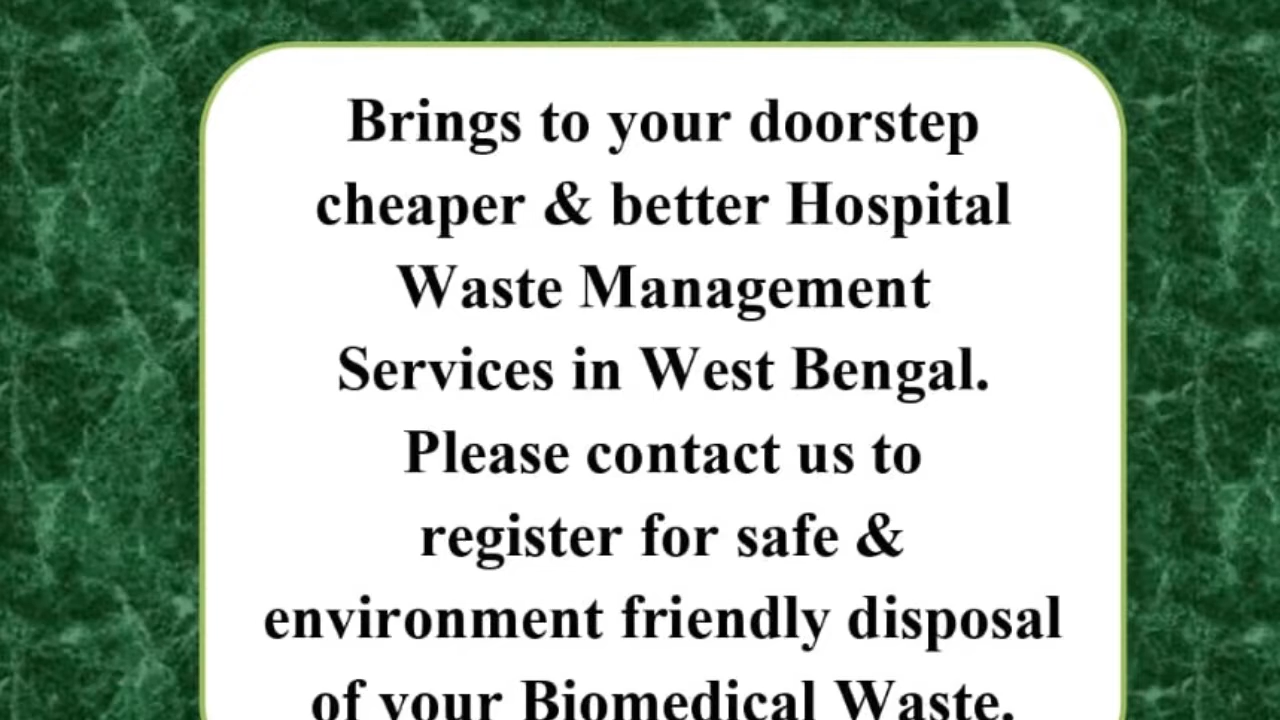 Brings to your doorstep
cheaper & better Hospital
Waste Management
Services in West Bengal.
Please contact us to
register for safe &
environment friendly disposal
of your Biomedical Waste.